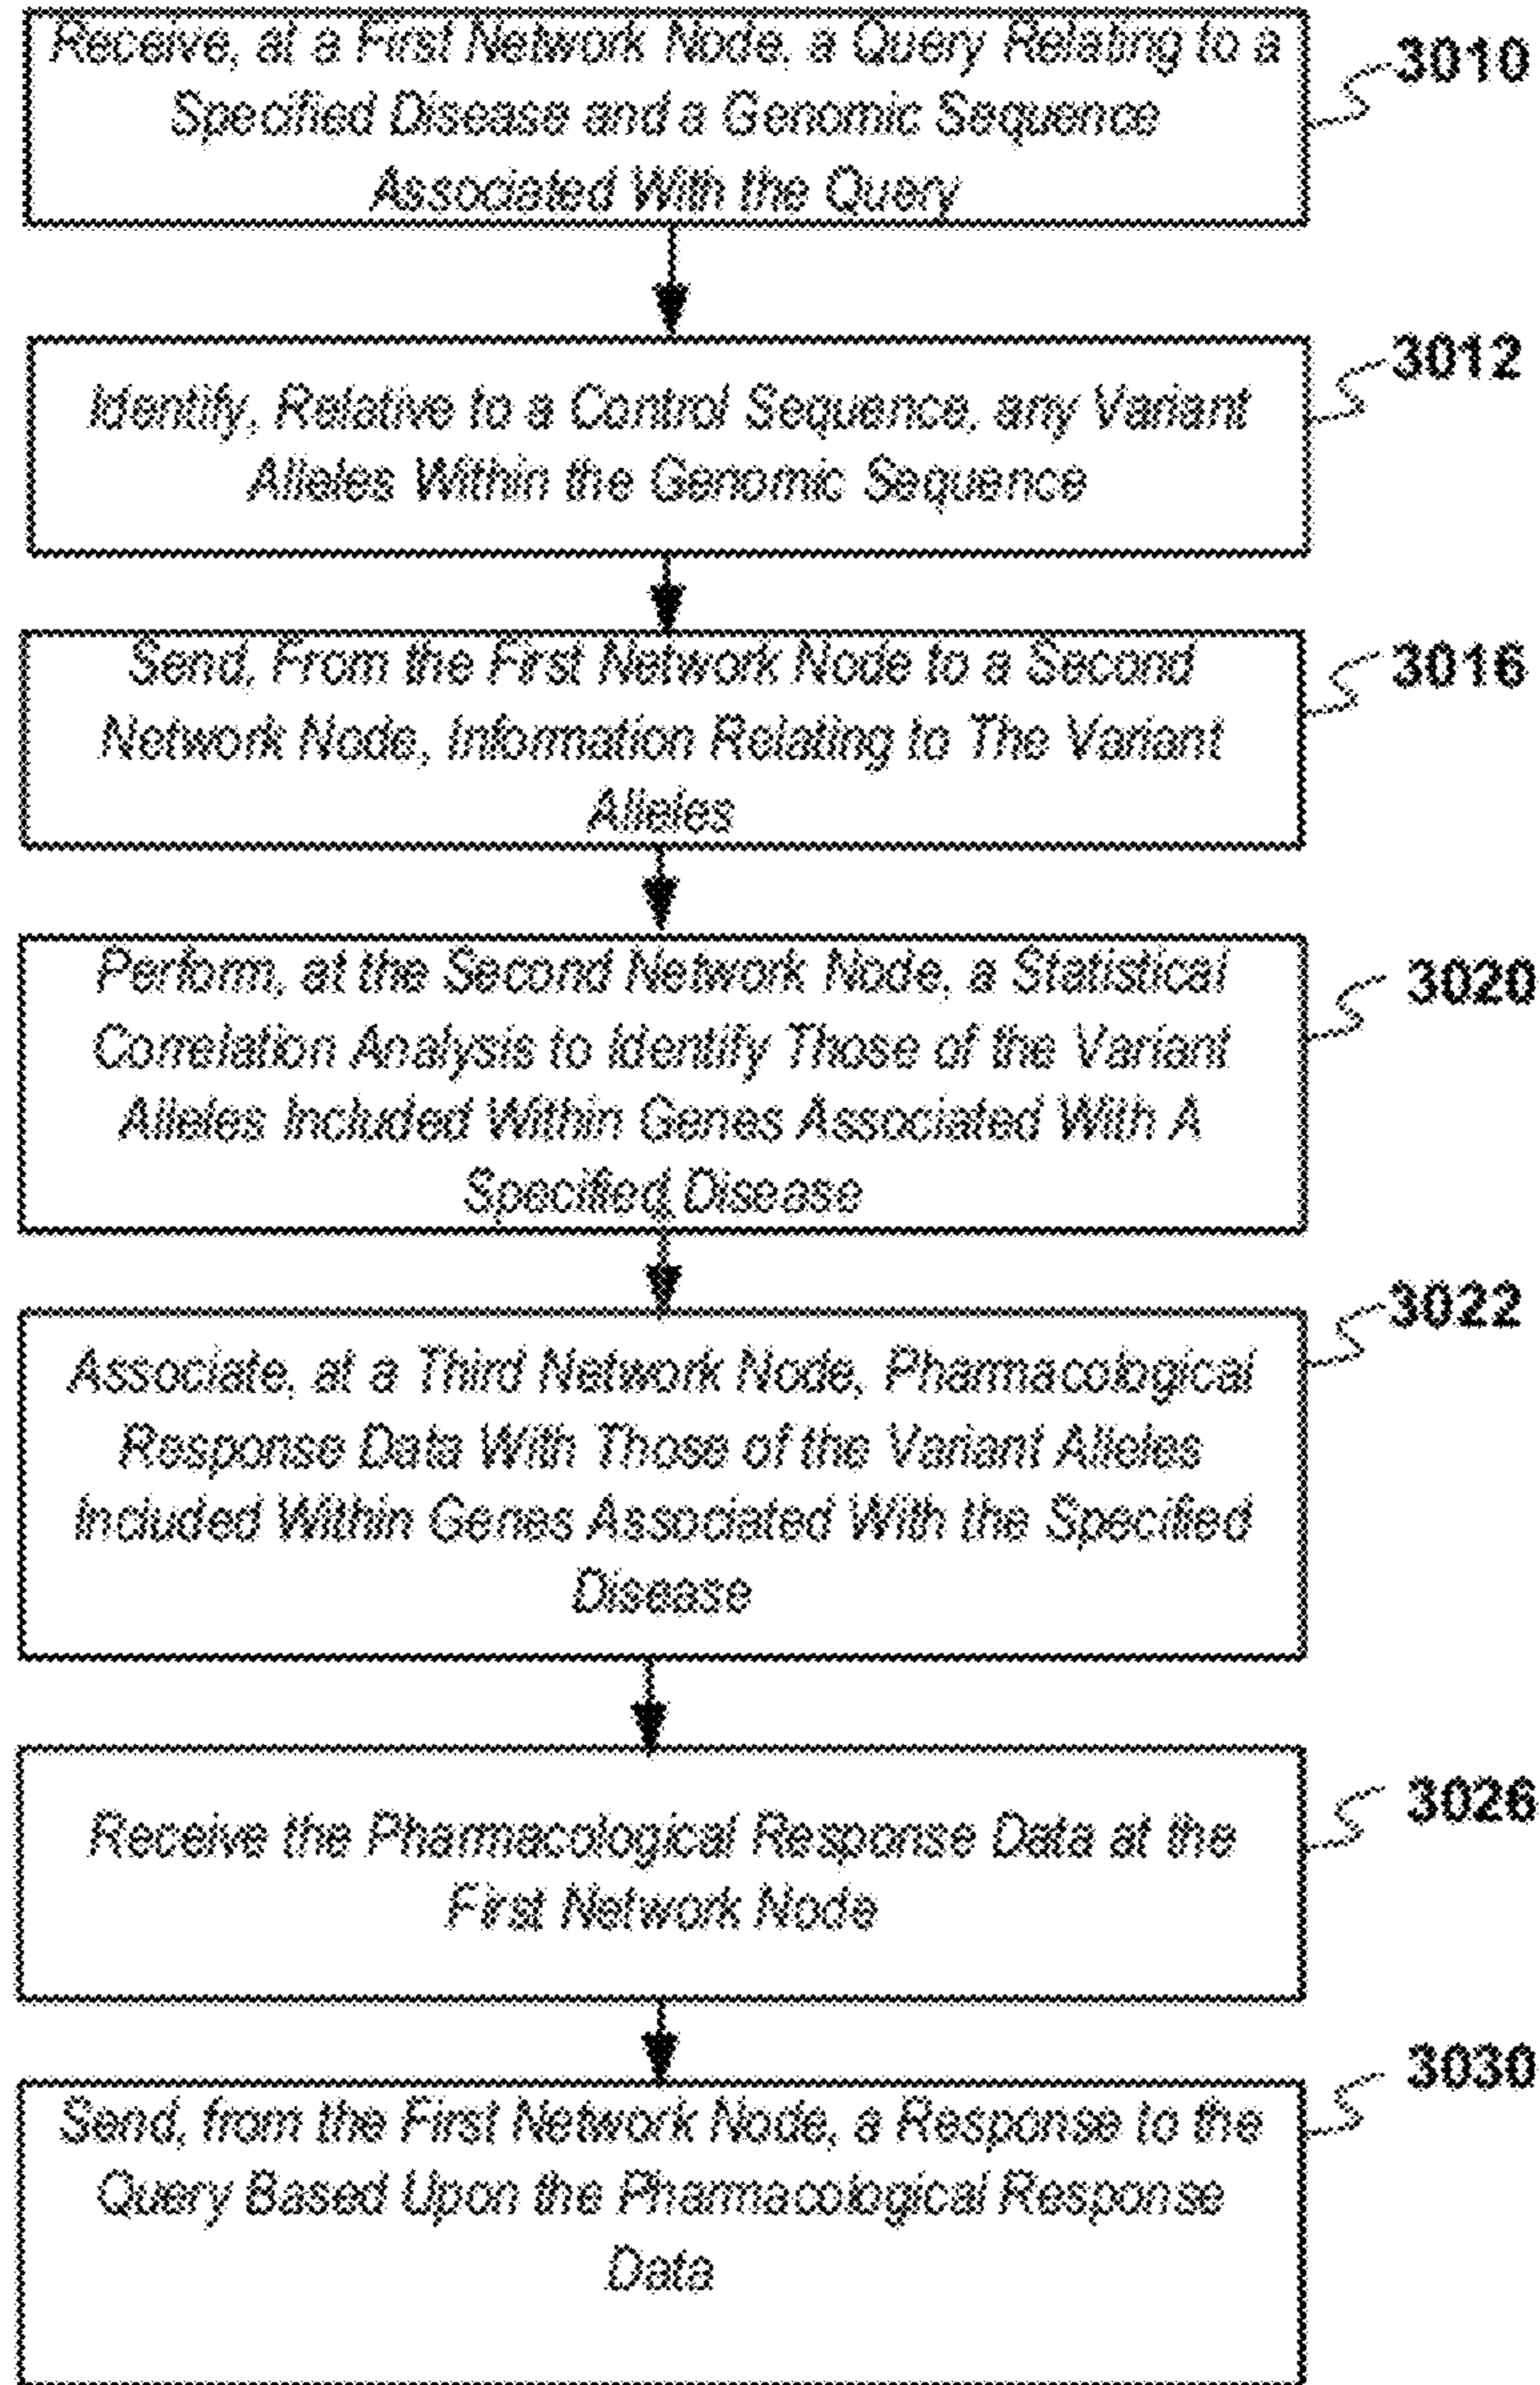 Receive, at a First Network Node, a Query Relating to a
Specified Disease and a Genomic Sequence
Associated With the Query
3010
Identify, Relative to a Control Sequence, any Variant
Alleles Within the Genomic Sequence
3012
Send, From the First Network Node to a Second
Network Node, Information Relating to The Variant
Alleles
3016
Perform, at the Second Network Node, a Statistical
Correlation Analysis to Identify Those of the Variant
Alleles Included Within Genes Associated With A
Specified Disease
3020
Associate, at a Third Network Node, Pharmacological
Response Data With Those of the Variant Alleles
Included Within Genes Associated With the Specified
Disease
3022
Receive the Pharmacological Response Data at the
First Network Node
3026
Send, from the First Network Node, a Response to the
Query Based Upon the Pharmacological Response
Data
3030